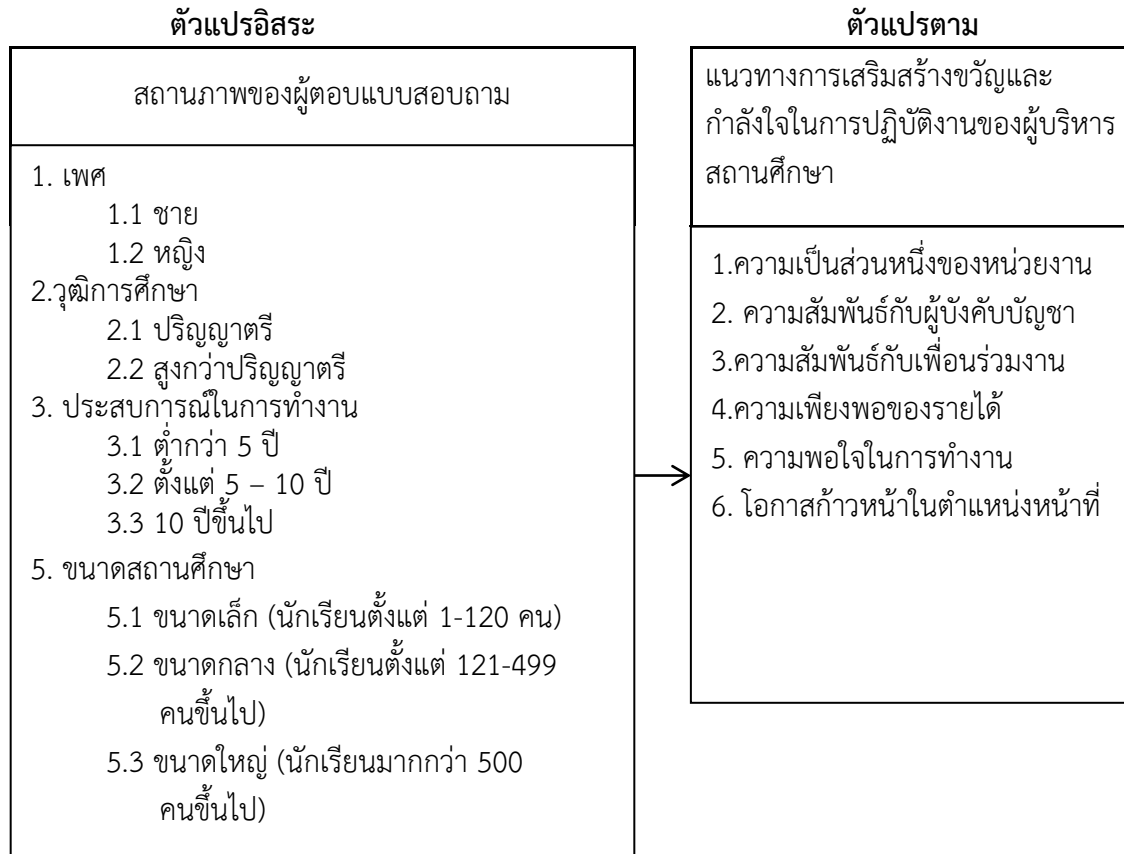 ตัวแปรอิสระ
สถานภาพของผู้ตอบแบบสอบถาม
1. เพศ
1.1 ชาย
1.2 หญิง
2.วุฒิการศึกษา
2.1 ปริญญาตรี
2.2 สูงกว่าปริญญาตรี
3. ประสบการณ์ในการทำงาน
3.1 ต่ำกว่า 5 ปี
3.2 ตั้งแต่ 5 – 10 ปี
3.3 10 ปีขึ้นไป
5. ขนาดสถานศึกษา
5.1 ขนาดเล็ก (นักเรียนตั้งแต่ 1-120 คน)
5.2 ขนาดกลาง (นักเรียนตั้งแต่ 121-499
คนขึ้นไป)
5.3 ขนาดใหญ่ (นักเรียนมากกว่า 500
คนขึ้นไป)
ตัวแปรตาม
แนวทางการเสริมสร้างขวัญและ
กำลังใจในการปฏิบัติงานของผู้บริหาร
สถานศึกษา
1.ความเป็นส่วนหนึ่งของหน่วยงาน
2. ความสัมพันธ์กับผู้บังคับบัญชา
3.ความสัมพันธ์กับเพื่อนร่วมงาน
4.ความเพียงพอของรายได้
5. ความพอใจในการทำงาน
6. โอกาสก้าวหน้าในตำแหน่งหน้าที่